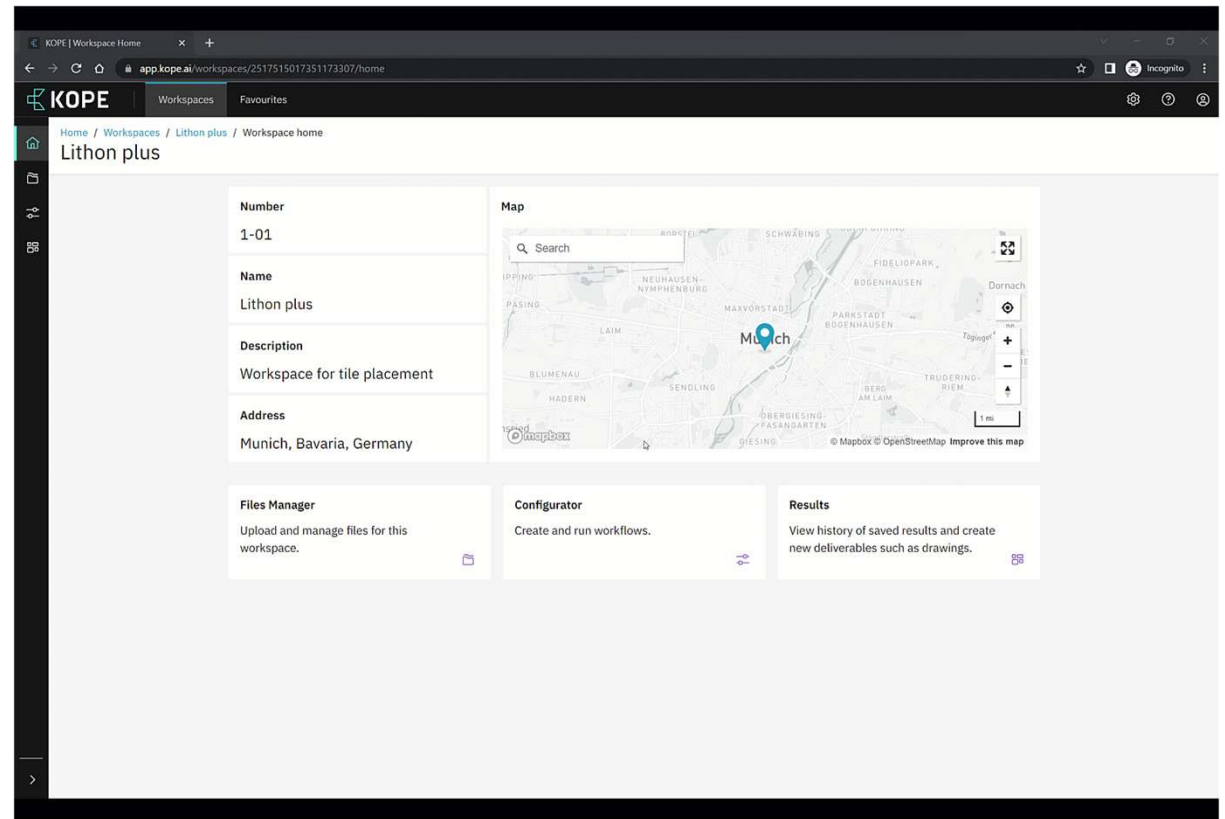 KOPE | Workspace Home
app.kope.ai/workspaces/2517515017351173307/home
Incognito
KOPE
Workspaces
Favourites
Home / Workspaces / Lithon plus / Workspace home
Lithon plus
Number
1-01
Name
Lithon plus
Description
Workspace for tile placement
Address
Munich, Bavaria, Germany
Map
Search
SCHWABING
FIDELIOPARK
NEUHAUSEN-
NYMPHENBURG
BOGENHAUSEN
Dornach
PASING
MAXVORSTADT
PARKSTADT
BOGENHAUSEN
LAIM
BLUMENAU
SENDLING
TRUDERING-
RIEM
HADERN
BERG
AM LAIM
OBERGIESING-
FASANGARTEN
GIESING
1 mi
mapbox
© Mapbox © OpenStreetMap Improve this map
Files Manager
Upload and manage files for this
workspace.
Configurator
Create and run workflows.
Results
View history of saved results and create
new deliverables such as drawings.